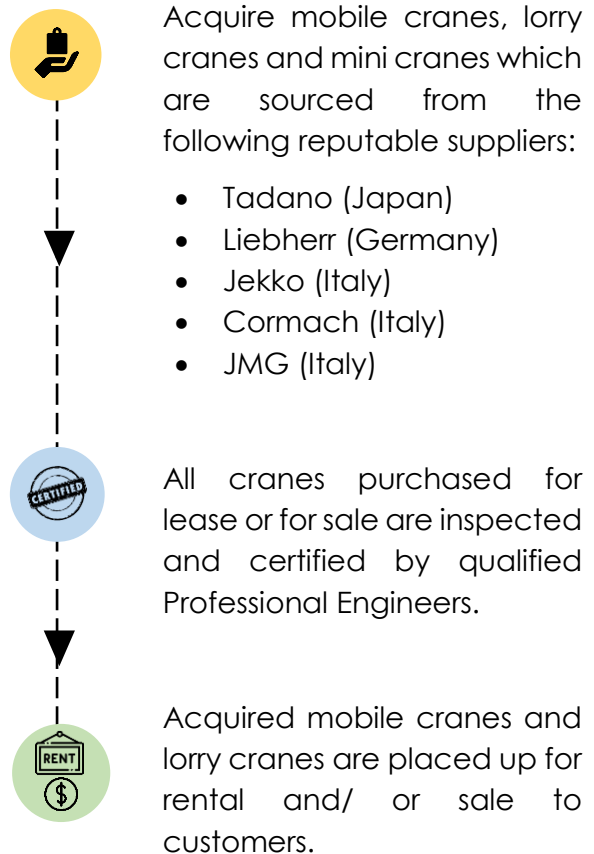 Acquire mobile cranes, lorry
cranes and mini cranes which
are sourced from the
following reputable suppliers:
• Tadano (Japan)
• Liebherr (Germany)
• Jekko (Italy)
• Cormach (Italy)
• JMG (Italy)
CERTIFIED
All cranes purchased for
lease or for sale are inspected
and certified by qualified
Professional Engineers.
RENT
$
Acquired mobile cranes and
lorry cranes are placed up for
rental and/ or sale to
customers.